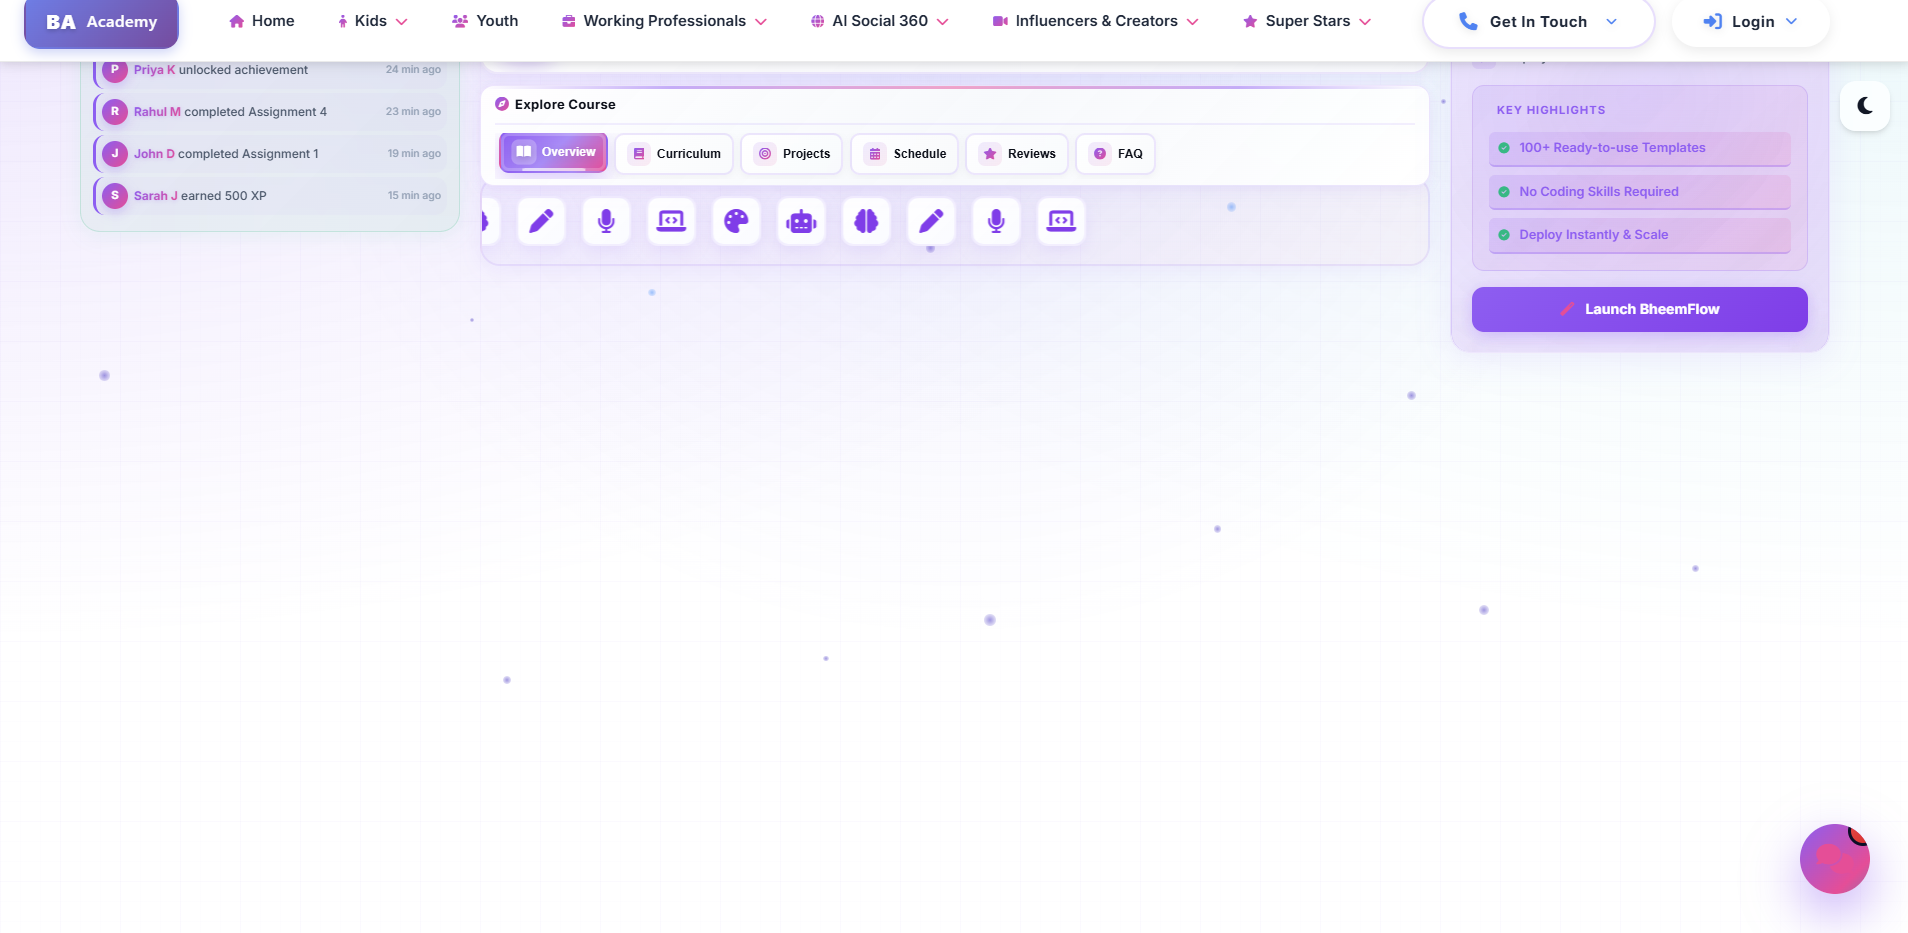 BA Academy
Home
Kids
Youth
Working Professionals
AI Social 360
Influencers & Creators
Super Stars
Get In Touch
Login
P Priya K unlocked achievement 24 min ago
R Rahul M completed Assignment 4 23 min ago
J John D completed Assignment 1 19 min ago
S Sarah J earned 500 XP 15 min ago
Explore Course
Overview
Curriculum
Projects
Schedule
Reviews
FAQ
KEY HIGHLIGHTS
100+ Ready-to-use Templates
No Coding Skills Required
Deploy Instantly & Scale
Launch BheemFlow